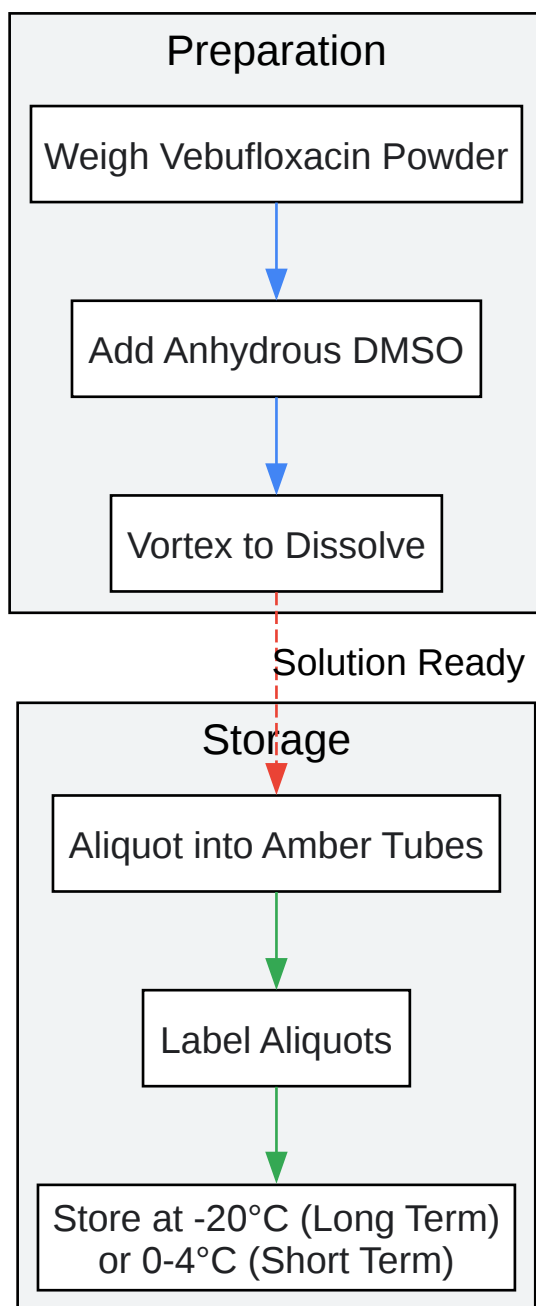 Preparation
Weigh Vebufloxacin Powder
Add Anhydrous DMSO
Vortex to Dissolve
Solution Ready
Storage
Aliquot into Amber Tubes
Label Aliquots
Store at -20°C (Long Term)
or 0-4°C (Short Term)